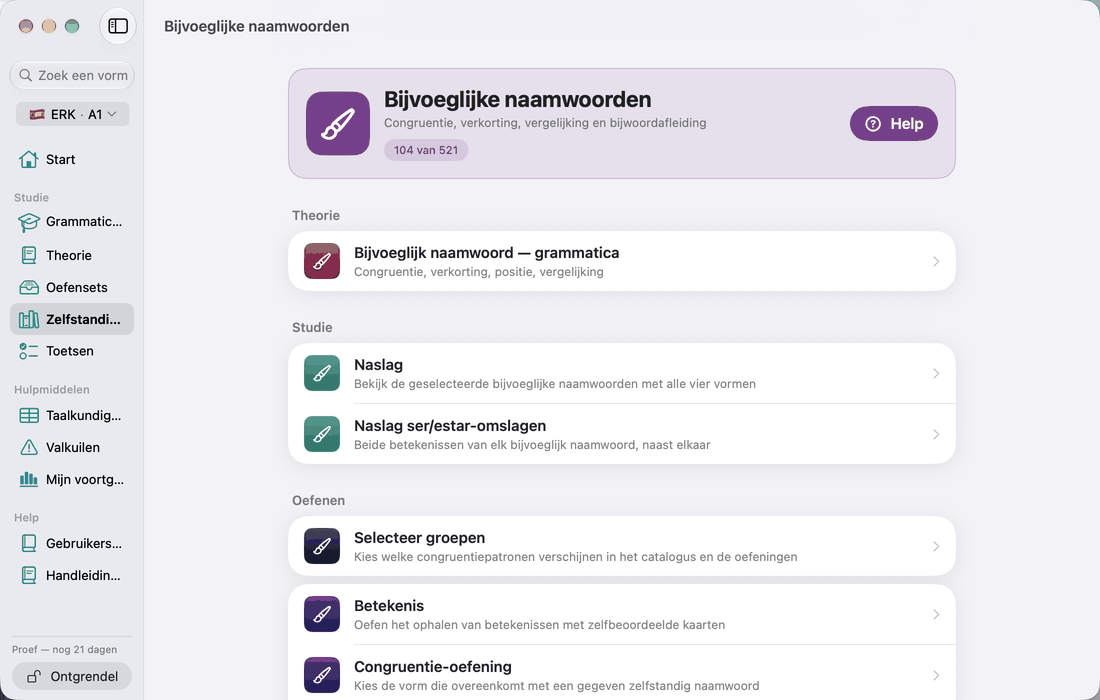 Bijvoeglijke naamwoorden
Zoek een vorm
ERK · A1
Start
Studie
Grammatic...
Theorie
Oefensets
Zelfstandi...
Toetsen
Hulpmiddelen
Taalkundig...
Valkuilen
Mijn voortg...
Help
Gebruikers...
Handleidin...
Proef — nog 21 dagen
Ontgrendel
Bijvoeglijke naamwoorden
Congruentie, verkorting, vergelijking en bijwoordafleiding
104 van 521
Help
Theorie
Bijvoeglijk naamwoord — grammatica
Congruentie, verkorting, positie, vergelijking
Studie
Naslag
Bekijk de geselecteerde bijvoeglijke naamwoorden met alle vier vormen
Naslag ser/estar-omslagen
Beide betekenissen van elk bijvoeglijk naamwoord, naast elkaar
Oefenen
Selecteer groepen
Kies welke congruentiepatronen verschijnen in het catalogus en de oefeningen
Betekenis
Oefen het ophalen van betekenissen met zelfbeoordeelde kaarten
Congruentie-oefening
Kies de vorm die overeenkomt met een gegeven zelfstandig naamwoord